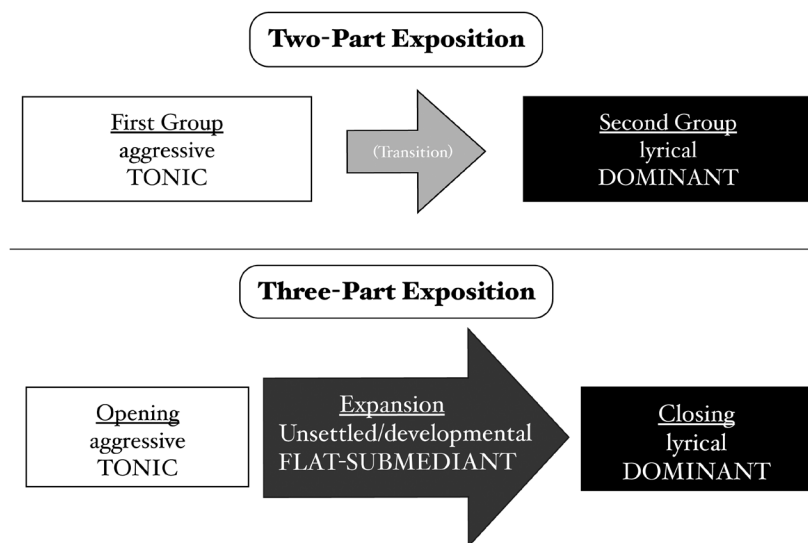 Two-Part Exposition
First Group
aggressive
TONIC
(Transition)
Second Group
lyrical
DOMINANT
Three-Part Exposition
Opening
aggressive
TONIC
Expansion
Unsettled/developmental
FLAT-SUBMEDIANT
Closing
lyrical
DOMINANT